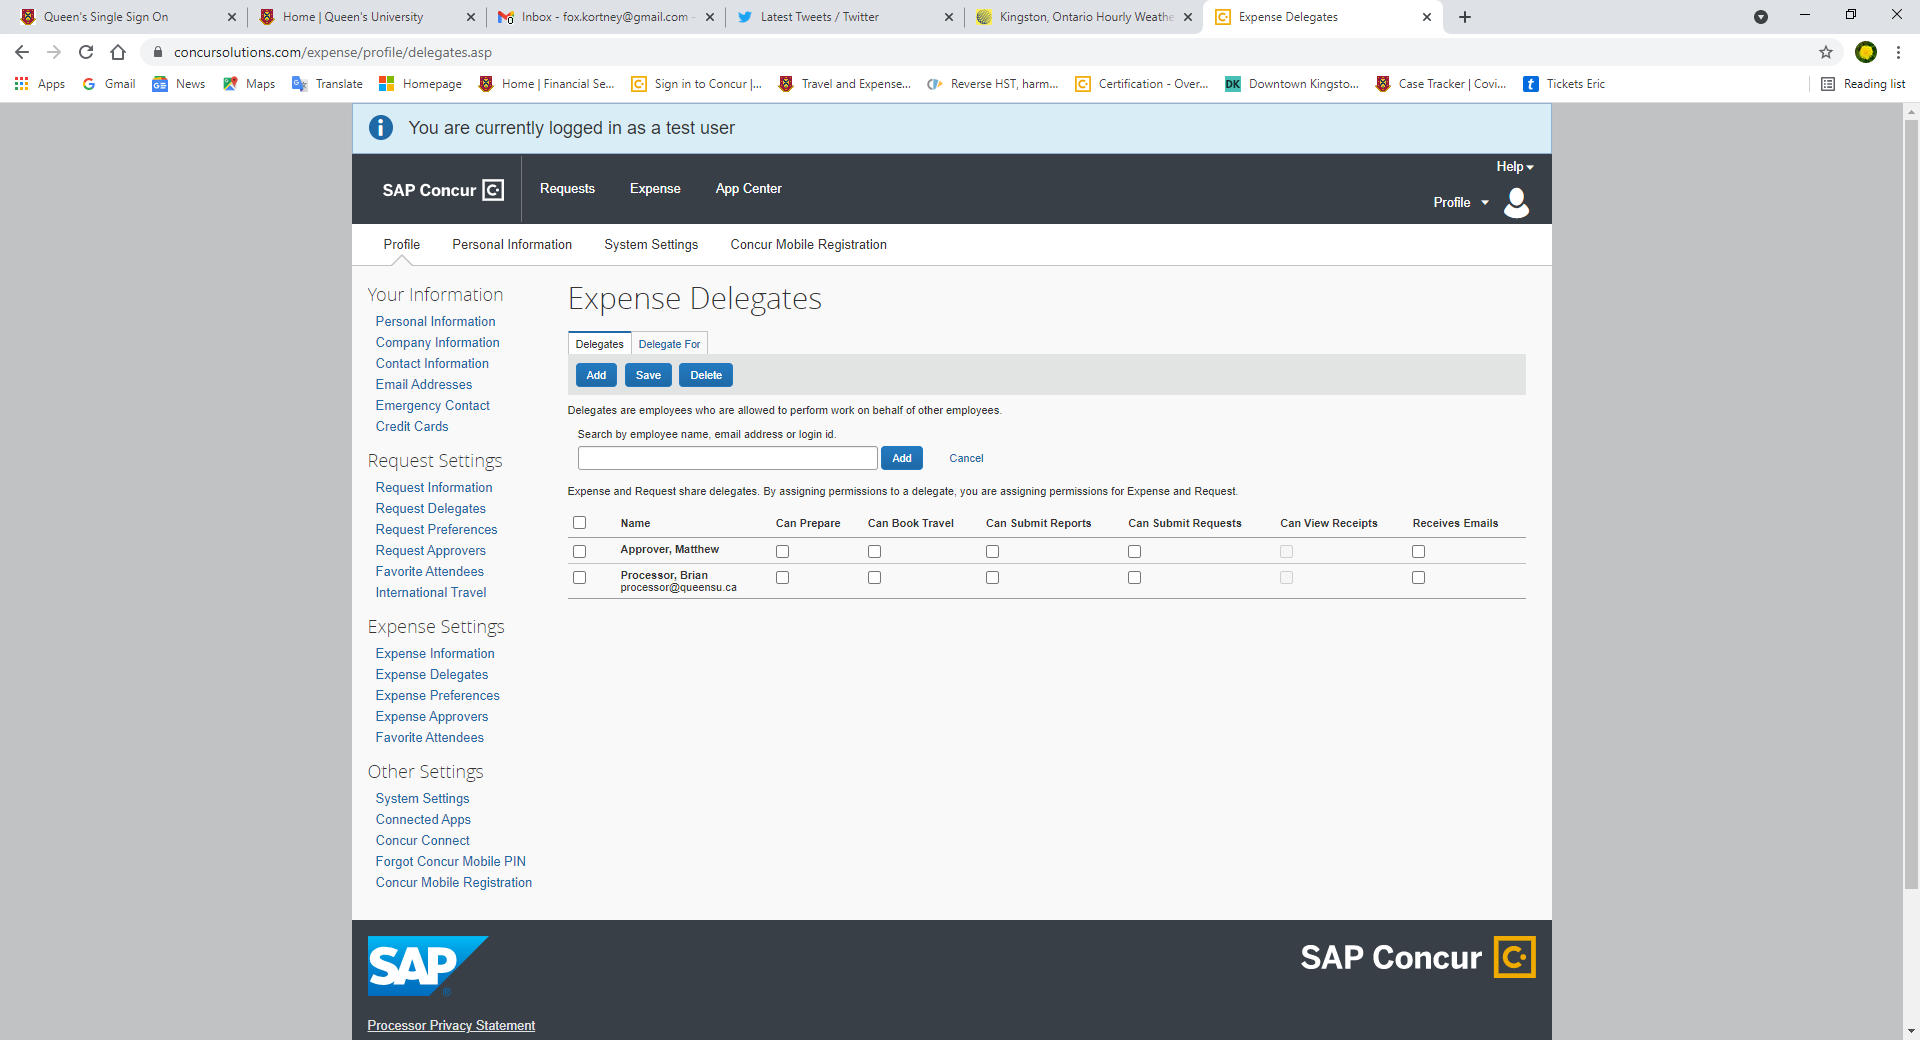 Queen's Single Sign On
Home | Queen's University
Inbox - fox.kortney@gmail.com -
Latest Tweets / Twitter
Kingston, Ontario Hourly Weathe
Expense Delegates
concursolutions.com/expense/profile/delegates.asp
Apps
Gmail
News
Maps
Translate
Homepage
Home | Financial Se...
Sign in to Concur |...
Travel and Expense...
Reverse HST, harm...
Certification - Over...
DK Downtown Kingsto...
Case Tracker | Covi...
t Tickets Eric
Reading list
You are currently logged in as a test user
Help
SAP Concur C
Requests
Expense
App Center
Profile
Profile
Personal Information
System Settings
Concur Mobile Registration
Your Information
Personal Information
Company Information
Contact Information
Email Addresses
Emergency Contact
Credit Cards
Request Settings
Request Information
Request Delegates
Request Preferences
Request Approvers
Favorite Attendees
International Travel
Expense Settings
Expense Information
Expense Delegates
Expense Preferences
Expense Approvers
Favorite Attendees
Other Settings
System Settings
Connected Apps
Concur Connect
Forgot Concur Mobile PIN
Concur Mobile Registration
Expense Delegates
Delegates
Delegate For
Add
Save
Delete
Delegates are employees who are allowed to perform work on behalf of other employees.
Search by employee name, email address or login id.
Add
Cancel
Expense and Request share delegates. By assigning permissions to a delegate, you are assigning permissions for Expense and Request.
Name
Can Prepare
Can Book Travel
Can Submit Reports
Can Submit Requests
Can View Receipts
Receives Emails
Approver, Matthew
Processor, Brian
processor@queensu.ca
SAP ®
SAP Concur C
Processor Privacy Statement